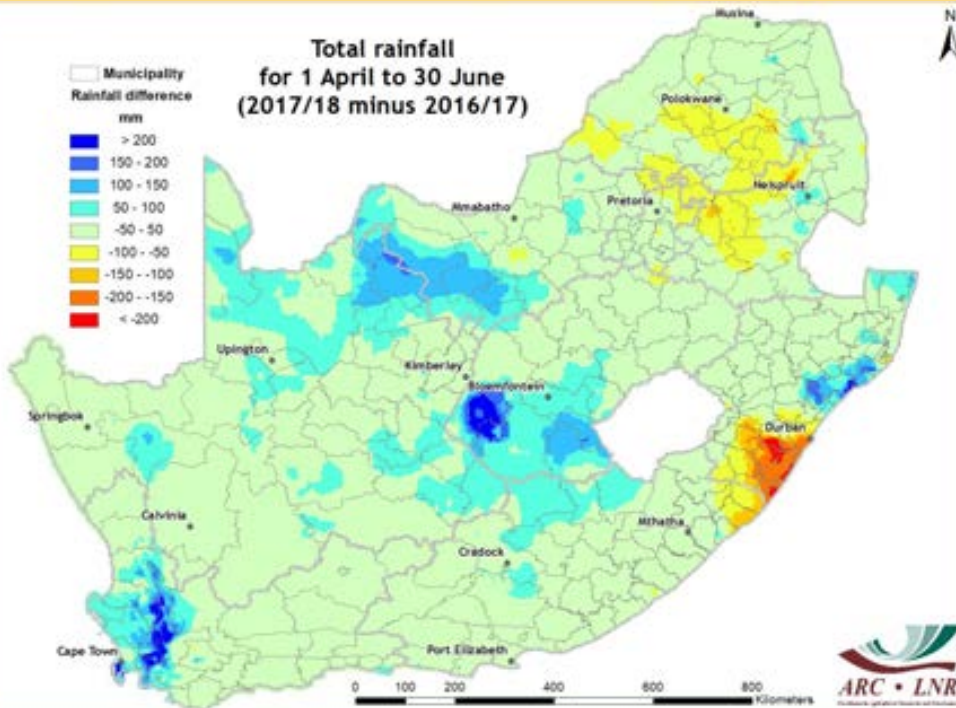 Total rainfall
for 1 April to 30 June
(2017/18 minus 2016/17)
N
Municipality
Rainfall difference
mm
> 200
150 - 200
100 - 150
50 - 100
-50 - 50
-100 - -50
-150 - -100
-200 - -150
< -200
Musina
Polokwane
Nelspruit
Pretoria
Mmabatho
Upington
Kimberley
Bloemfontein
Springbok
Durban
Calvinia
Mthatha
Cradock
Cape Town
Port Elizabeth
0 100 200 400 600 800
Kilometers
ARC • LNR